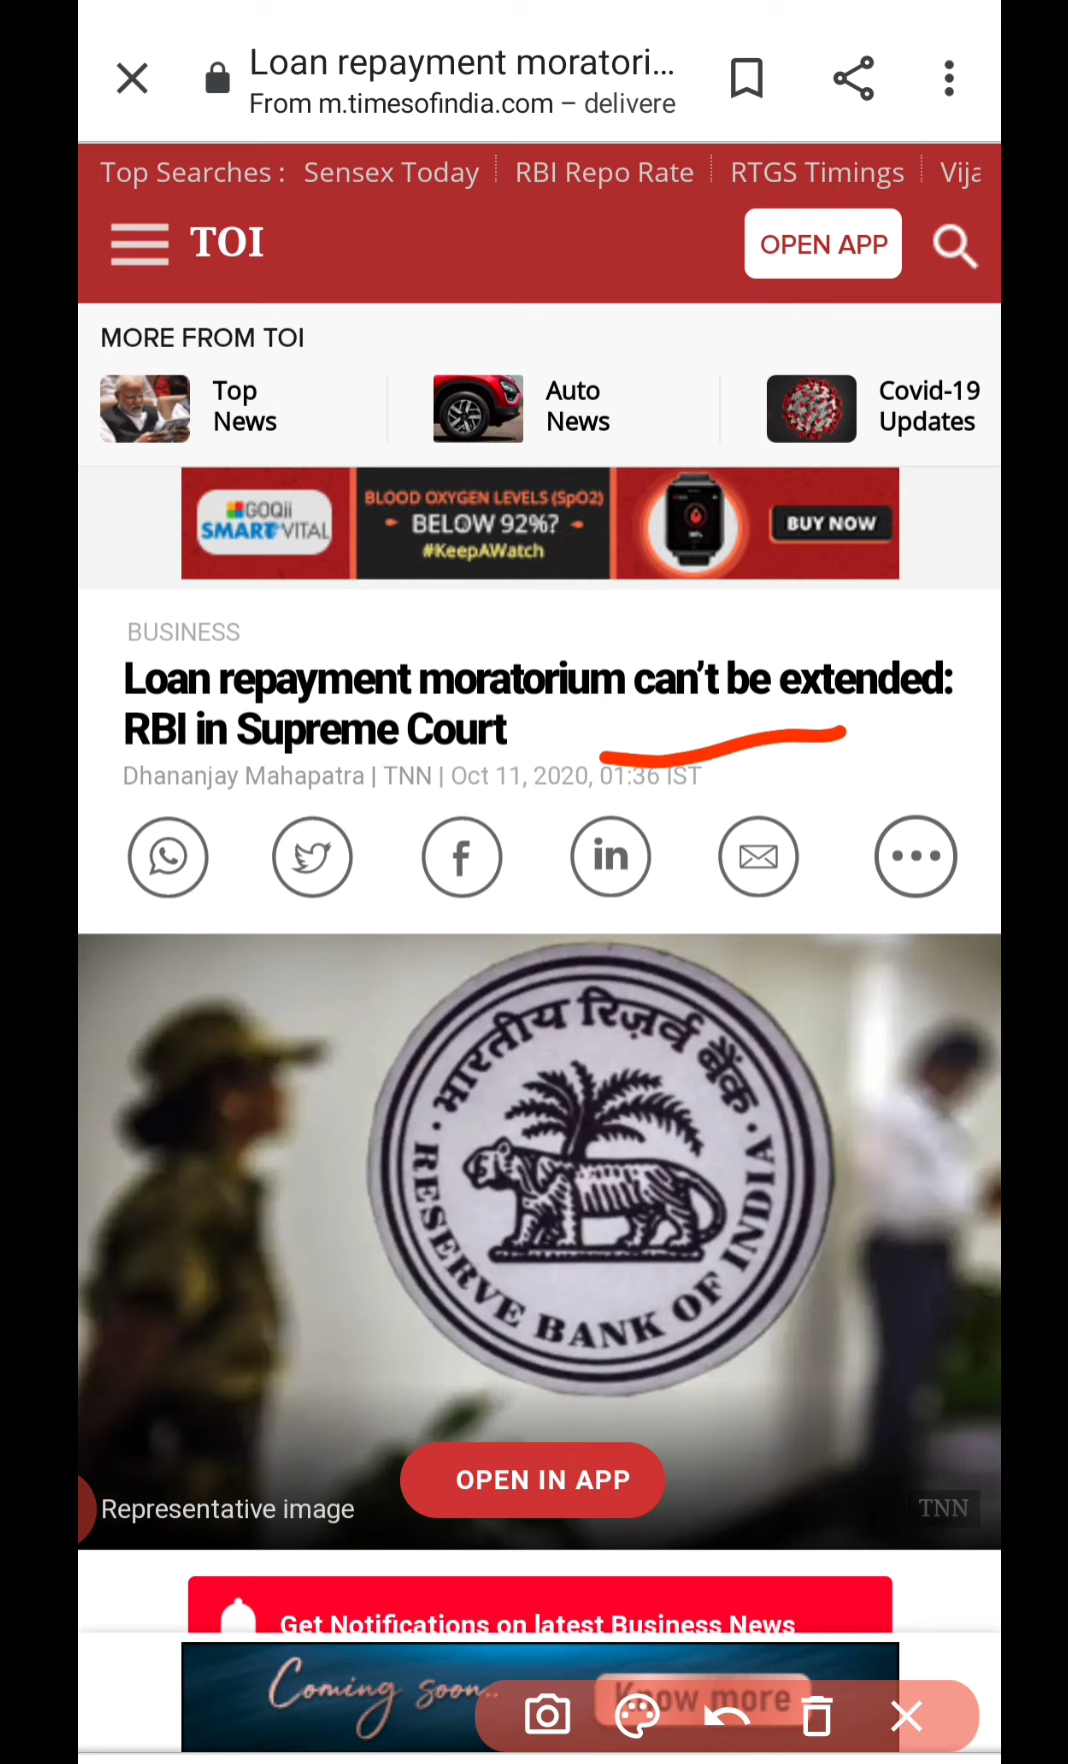 Loan repayment moratori...
From m.timesofindia.com – delivere
Top Searches : Sensex Today RBI Repo Rate RTGS Timings
TOI
OPEN APP
MORE FROM TOI
Top
News
Auto
News
Covid-19
Updates
GOQii
SMART VITAL
BLOOD OXYGEN LEVELS (SpO2)
BELOW 92%?
#KeepAWatch
BUY NOW
BUSINESS
Loan repayment moratorium can't be extended:
RBI in Supreme Court
Dhananjay Mahapatra | TNN | Oct 11, 2020, 01:36 IST
भारतीय रिज़र्व बैंक
RESERVE BANK OF INDIA
OPEN IN APP
Representative image
TNN
Get Notifications on latest Business News
Coming soon..
Know more